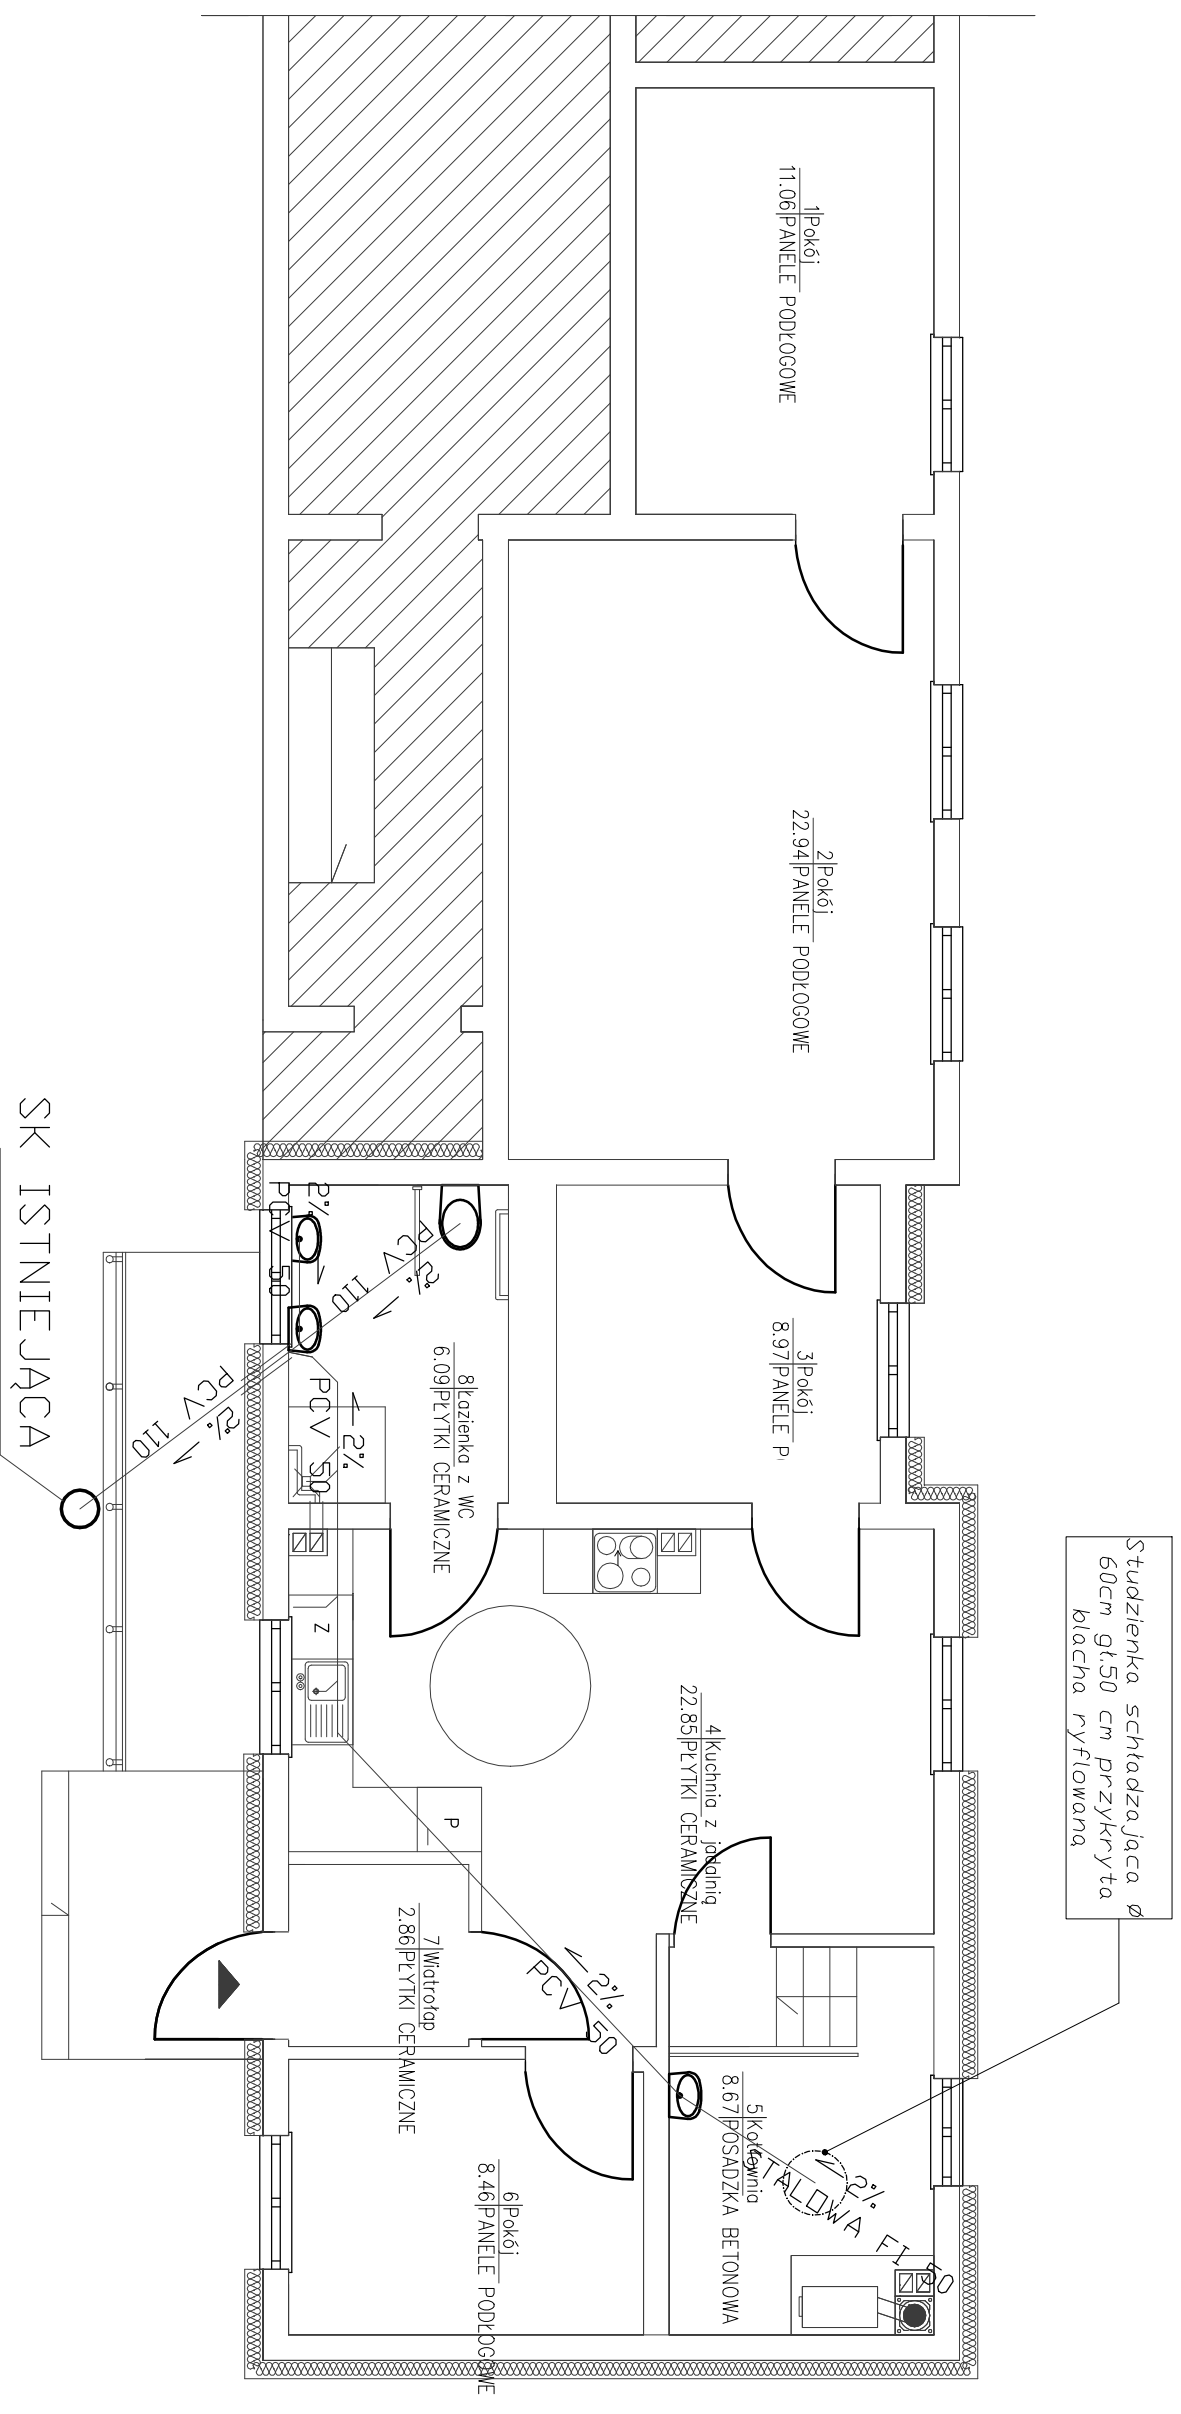 Studzienka schładzająca Ø
60cm gł.50 cm przykryta
blacha ryflowaną
1 Pokój
11.06 PANELE PODŁOGOWE
2 Pokój
22.94 PANELE PODŁOGOWE
3 Pokój
8.97 PANELE
4 Kuchnia z jadalnią
22.85 PŁYTKI CERAMICZNE
5 Kotłownia
8.67 POSADZKA BETONOWA
6 Pokój
8.46 PANELE PODŁOGOWE
7 Wiatrołap
2.86 PŁYTKI CERAMICZNE
8 Łazienka z WC
6.09 PŁYTKI CERAMICZNE
2%
STALOWA FI 50
2%
PCV 50
2%
PCV 110
2%
PCV 50
2%
PCV 50
2%
PCV 110
Z
P
SK ISTNIEJĄCA